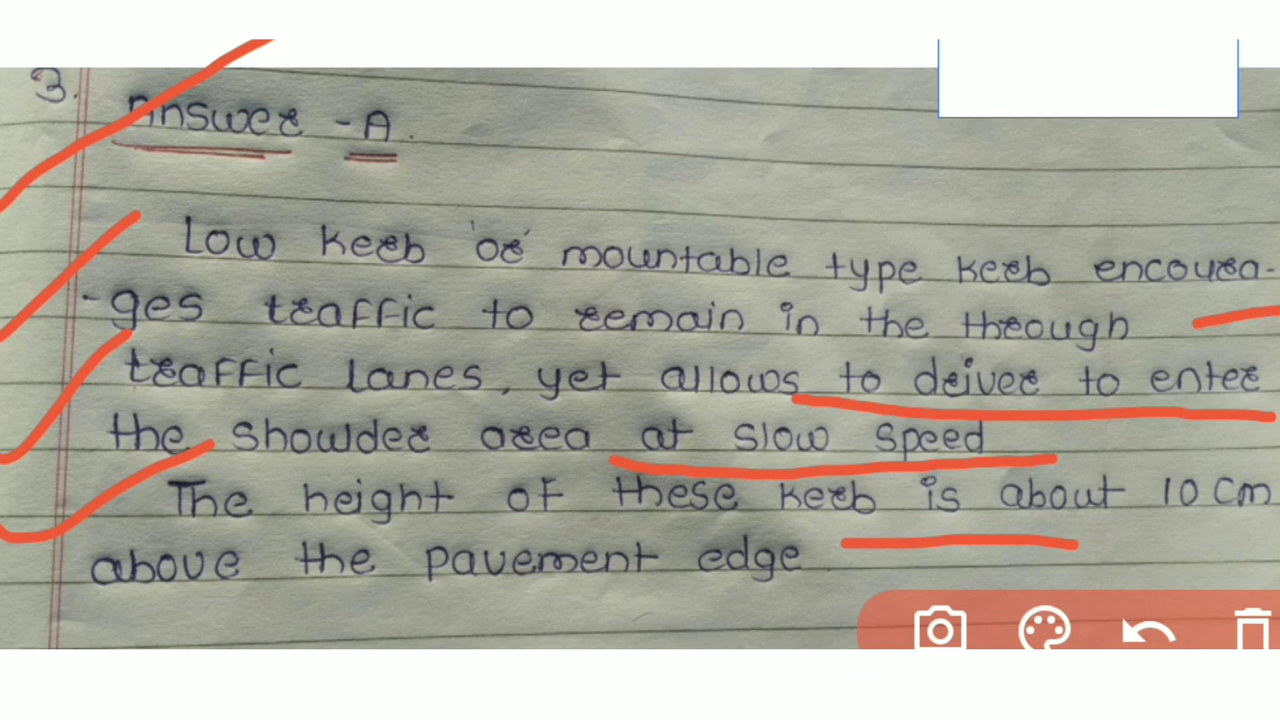 3.
Answer - A.
Low kerb 'or' mountable type kerb encoura-
-ges traffic to remain in the through
traffic lanes, yet allows to driver to enter
the showlder area at slow speed
The height of these kerb is about 10 cm
above the pavement edge.